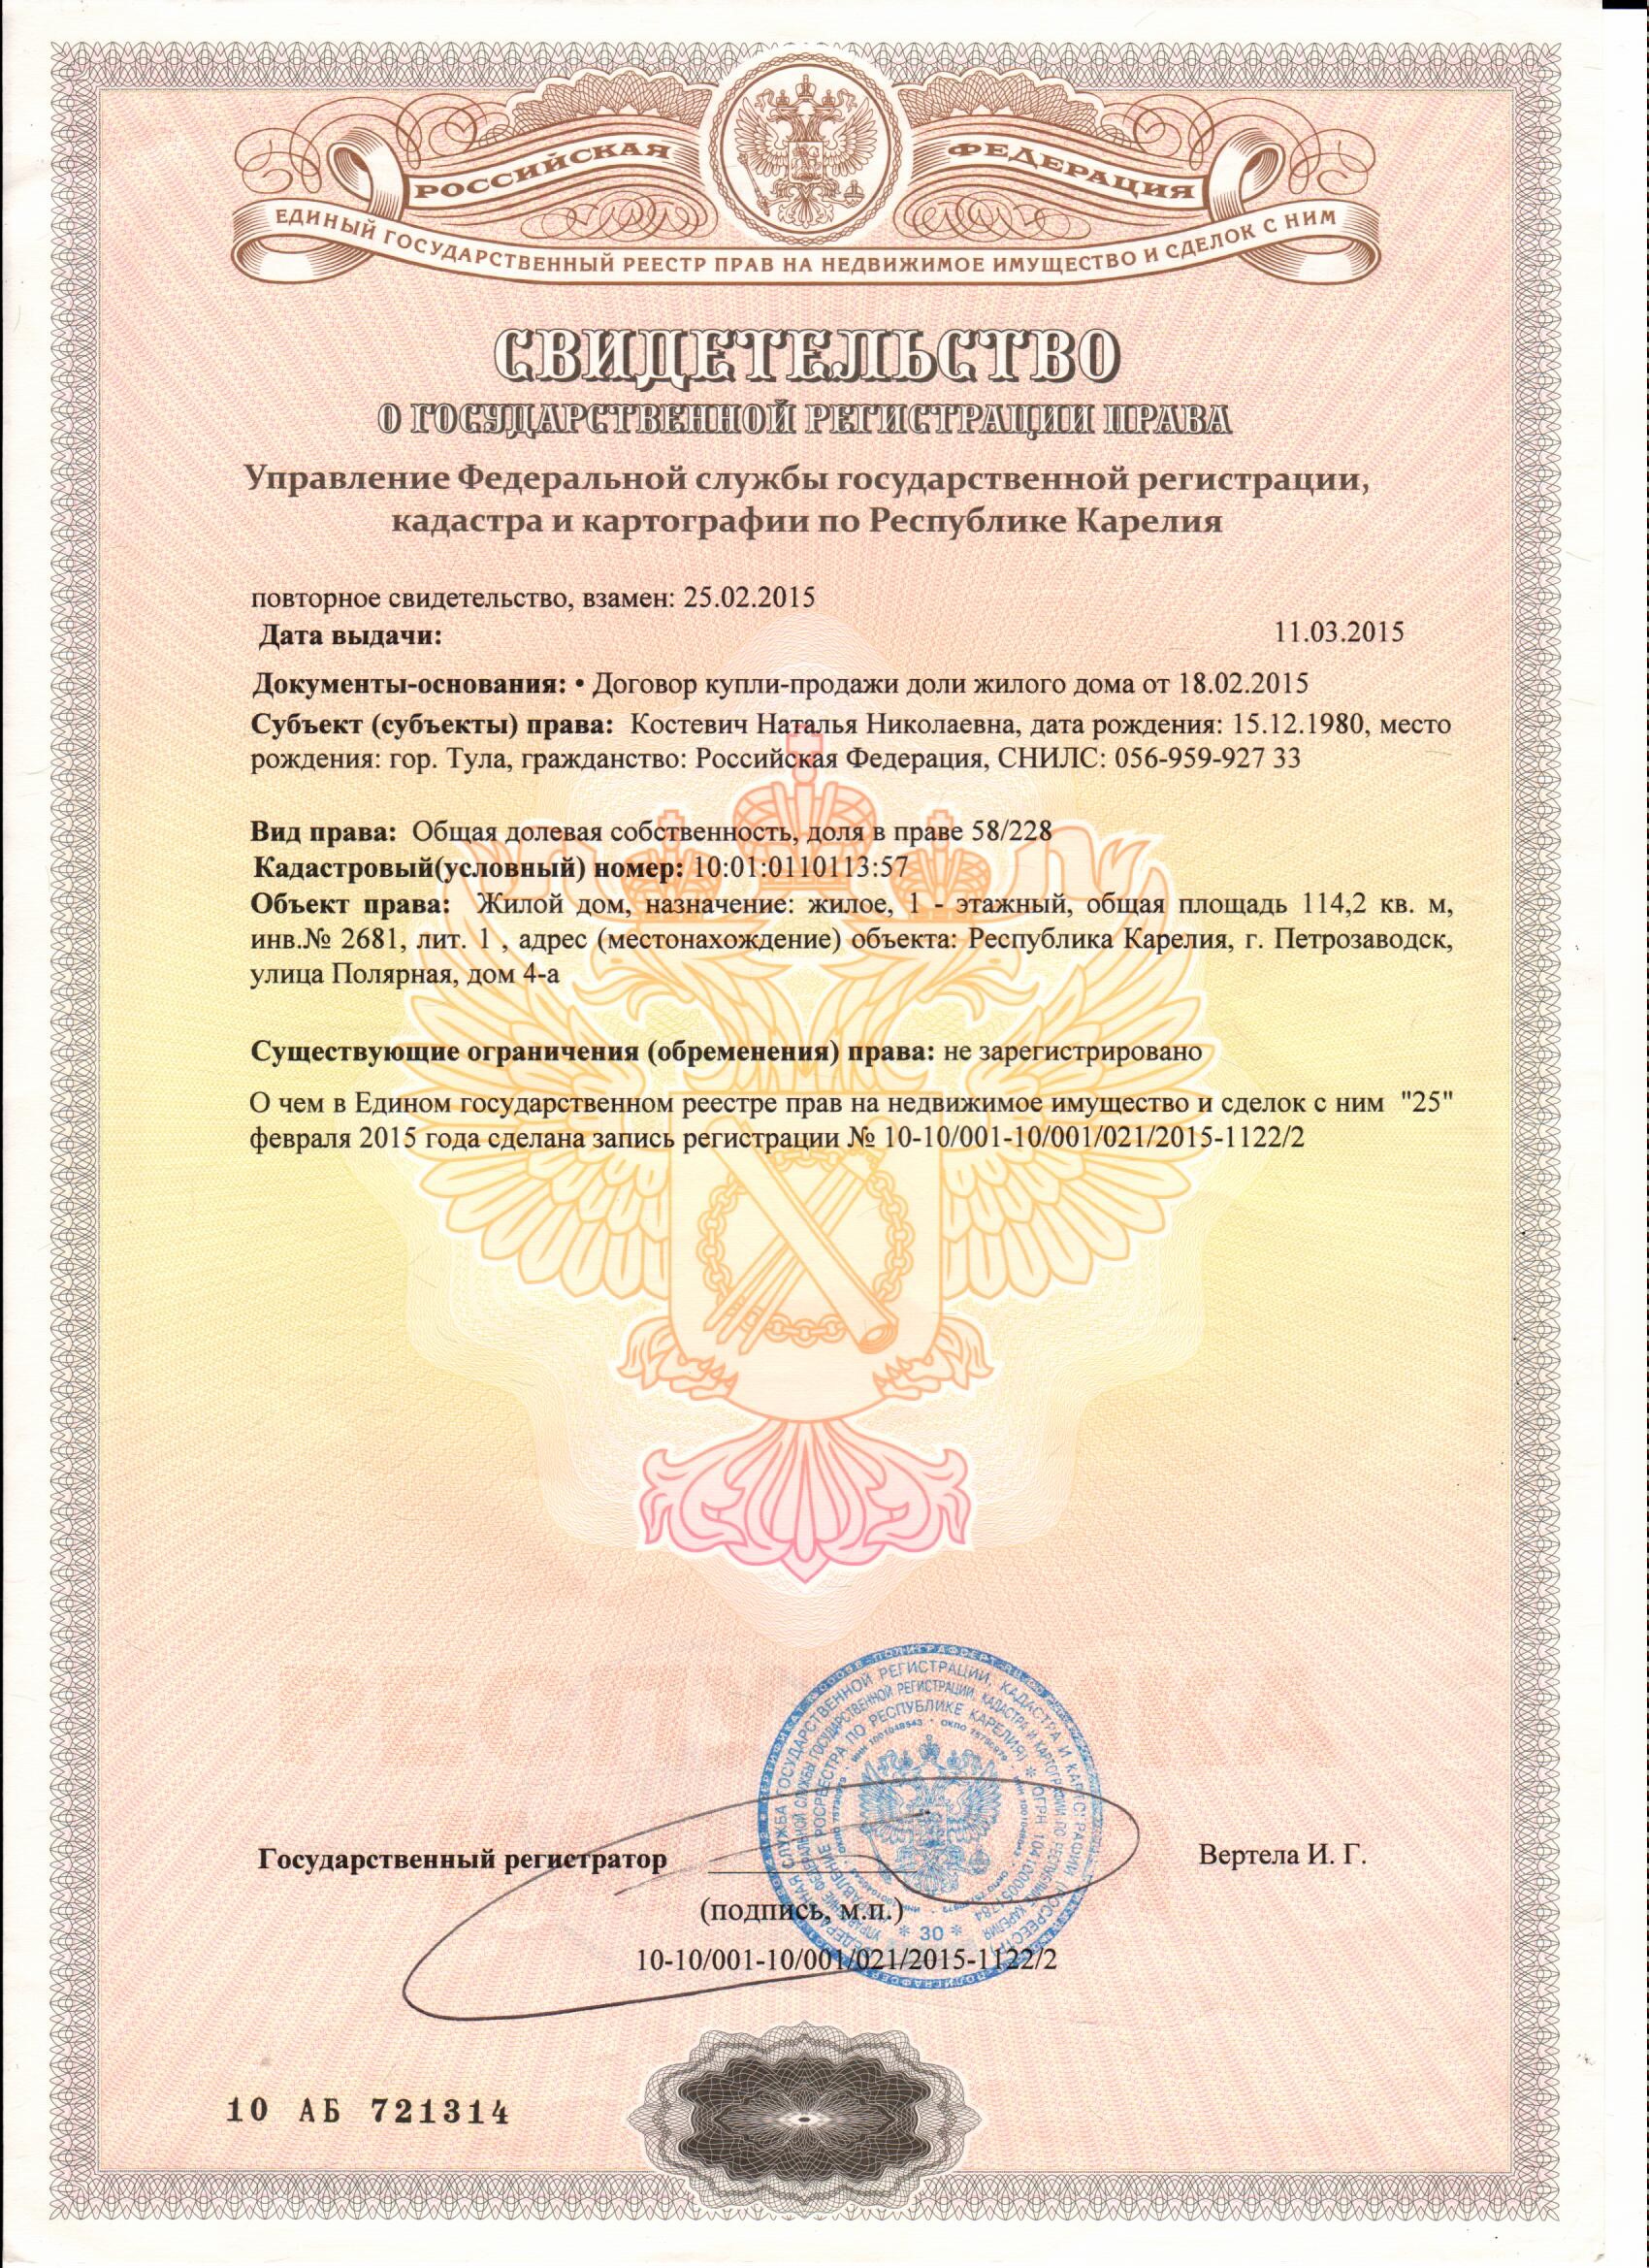 РОССИЙСКАЯ ФЕДЕРАЦИЯ
ЕДИНЫЙ ГОСУДАРСТВЕННЫЙ РЕЕСТР ПРАВ НА НЕДВИЖИМОЕ ИМУЩЕСТВО И СДЕЛОК С НИМ
СВИДЕТЕЛЬСТВО
О ГОСУДАРСТВЕННОЙ РЕГИСТРАЦИИ ПРАВА
Управление Федеральной службы государственной регистрации,
кадастра и картографии по Республике Карелия
повторное свидетельство, взамен: 25.02.2015
Дата выдачи: 11.03.2015
Документы-основания: • Договор купли-продажи доли жилого дома от 18.02.2015
Субъект (субъекты) права: Костевич Наталья Николаевна, дата рождения: 15.12.1980, место
рождения: гор. Тула, гражданство: Российская Федерация, СНИЛС: 056-959-927 33
Вид права: Общая долевая собственность, доля в праве 58/228
Кадастровый(условный) номер: 10:01:0110113:57
Объект права: Жилой дом, назначение: жилое, 1 - этажный, общая площадь 114,2 кв. м,
инв.№ 2681, лит. 1 , адрес (местонахождение) объекта: Республика Карелия, г. Петрозаводск,
улица Полярная, дом 4-а
Существующие ограничения (обременения) права: не зарегистрировано
О чем в Едином государственном реестре прав на недвижимое имущество и сделок с ним "25"
февраля 2015 года сделана запись регистрации № 10-10/001-10/001/021/2015-1122/2
Государственный регистратор Вертела И. Г.
(подпись, м.п.)
10-10/001-10/001/021/2015-1122/2
* 30 *
10 АБ 721314